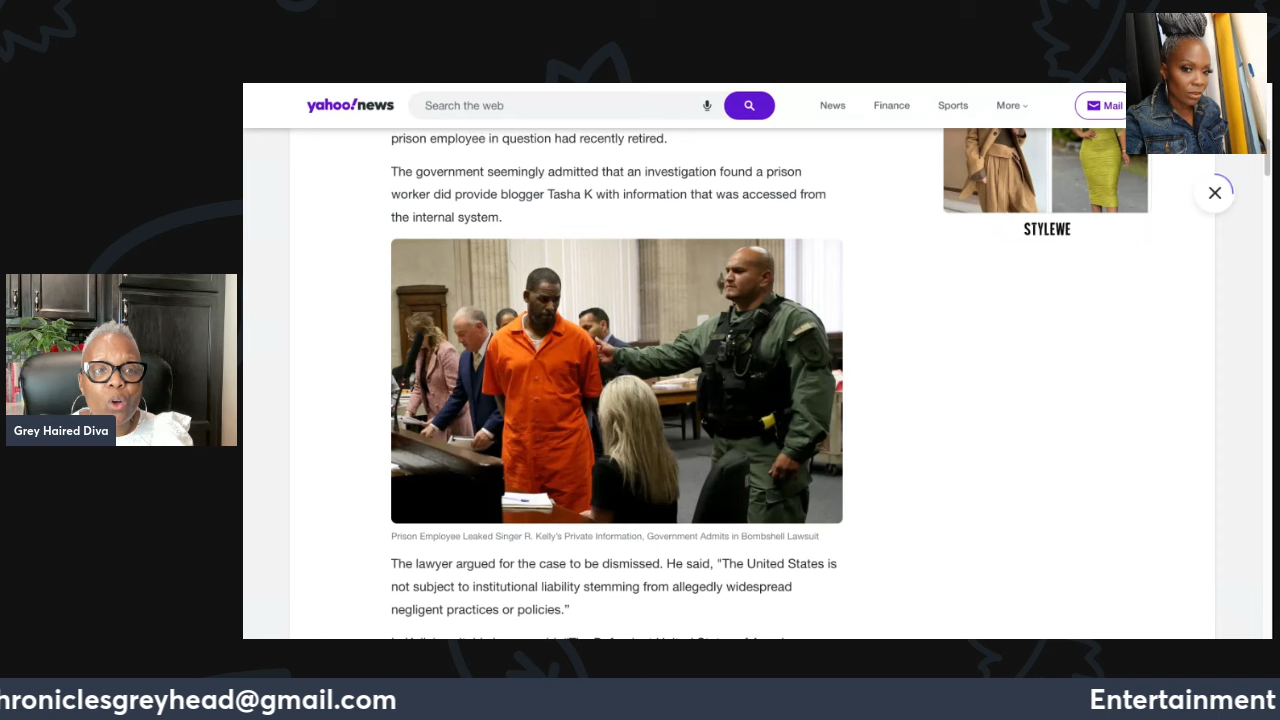 yahoo!news
Search the web
News
Finance
Sports
More
Mail
prison employee in question had recently retired.
The government seemingly admitted that an investigation found a prison
worker did provide blogger Tasha K with information that was accessed from
the internal system.
STYLEWE
Grey Haired Diva
Prison Employee Leaked Singer R. Kelly's Private Information, Government Admits in Bombshell Lawsuit
The lawyer argued for the case to be dismissed. He said, "The United States is
not subject to institutional liability stemming from allegedly widespread
negligent practices or policies."
hroniclesgreyhead@gmail.com
Entertainment